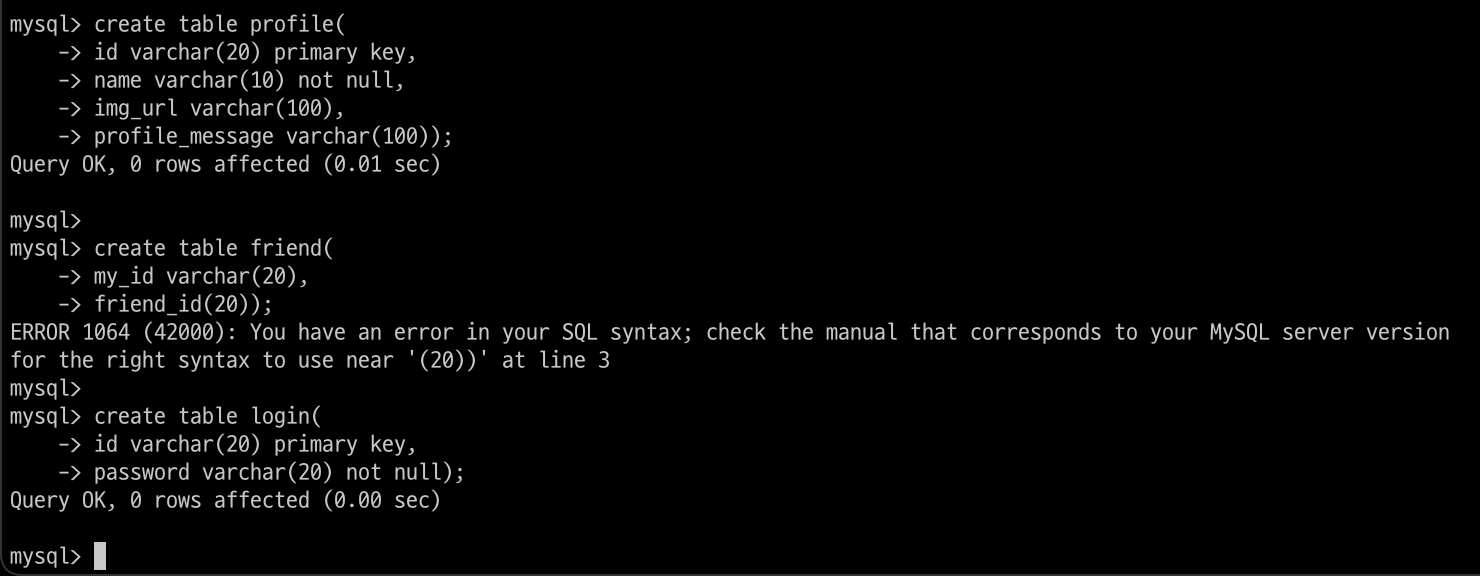 mysql> create table profile(
    -> id varchar(20) primary key,
    -> name varchar(10) not null,
    -> img_url varchar(100),
    -> profile_message varchar(100));
Query OK, 0 rows affected (0.01 sec)

mysql>
mysql> create table friend(
    -> my_id varchar(20),
    -> friend_id(20));
ERROR 1064 (42000): You have an error in your SQL syntax; check the manual that corresponds to your MySQL server version
for the right syntax to use near '(20))' at line 3
mysql>
mysql> create table login(
    -> id varchar(20) primary key,
    -> password varchar(20) not null);
Query OK, 0 rows affected (0.00 sec)

mysql>